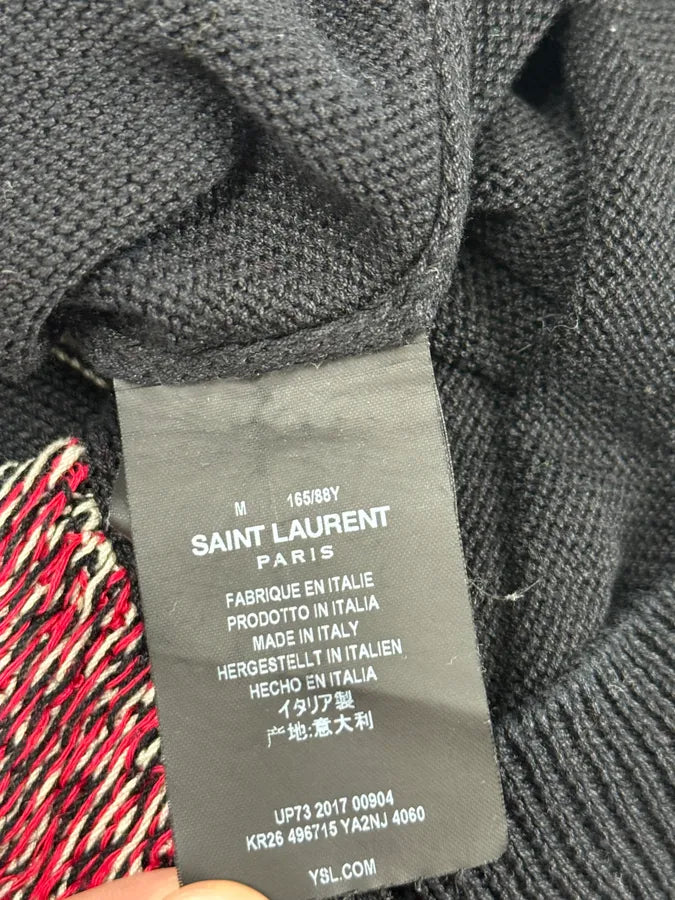 M 165/88Y
SAINT LAURENT
PARIS
FABRIQUE EN ITALIE
PRODOTTO IN ITALIA
MADE IN ITALY
HERGESTELLT IN ITALIEN
HECHO EN ITALIA
イタリア製
产地:意大利
UP73 2017 00904
KR26 496715 YA2NJ 4060
YSL.COM